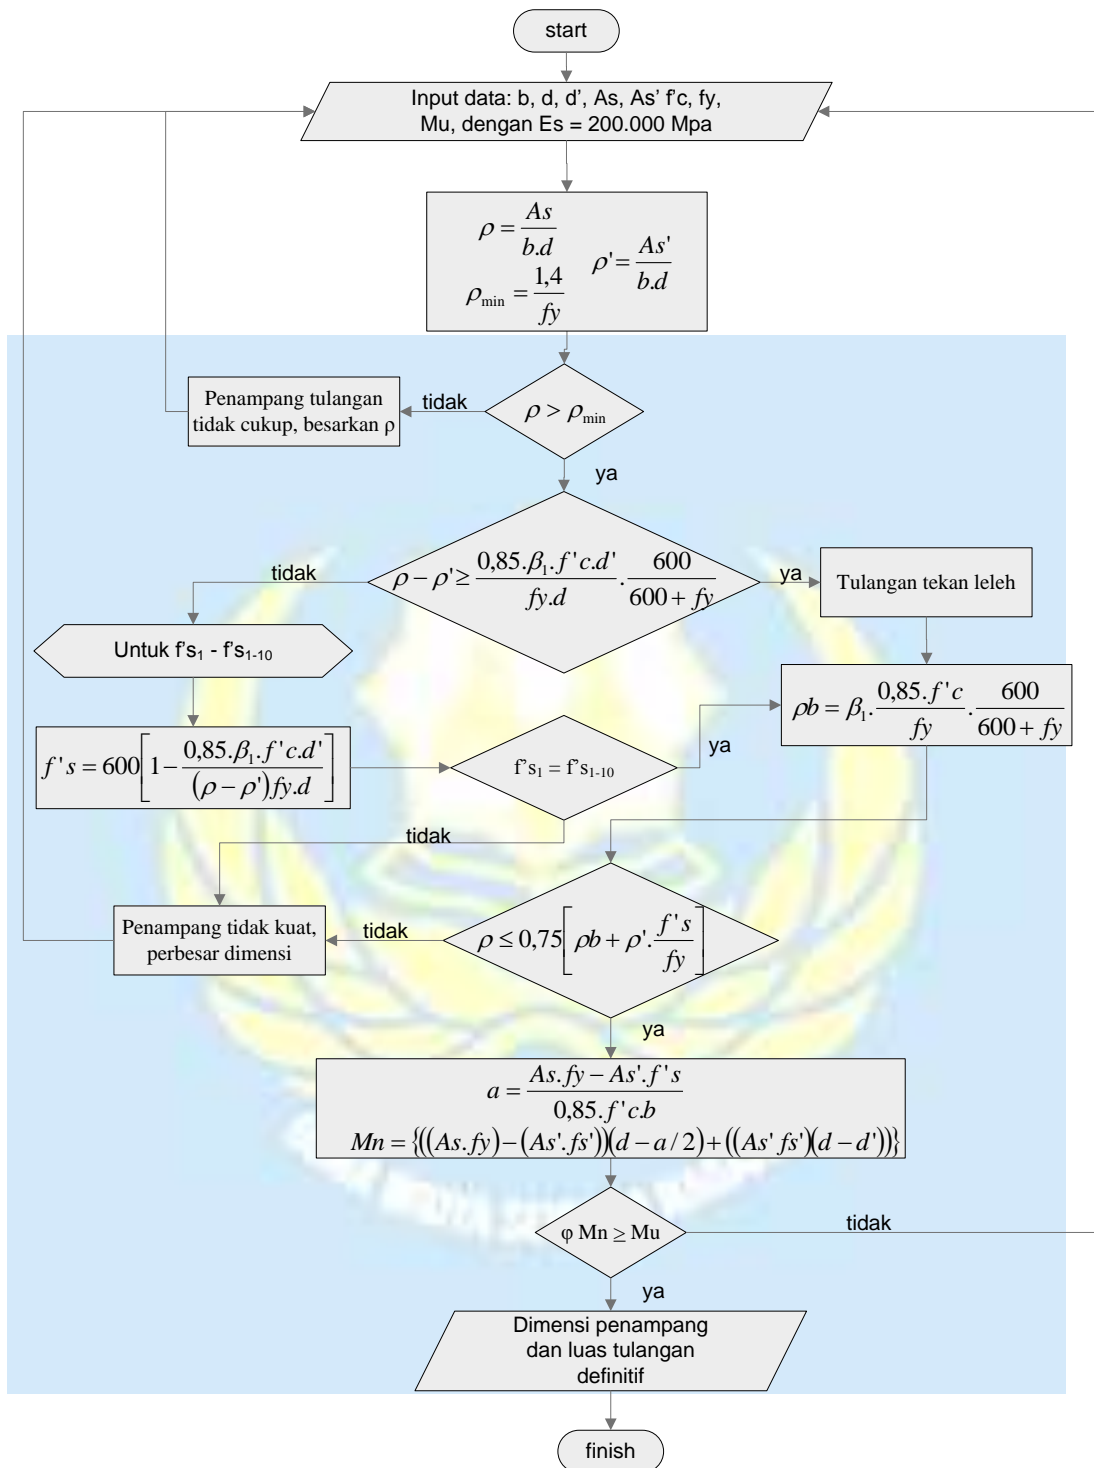 start
Input data: b, d, d', As, As' f'c, fy,
Mu, dengan Es = 200.000 Mpa
ρ = As / b.d
ρ' = As' / b.d
ρmin = 1,4 / fy
ρ > ρmin
tidak
Penampang tulangan
tidak cukup, besarkan ρ
ya
ρ − ρ' ≥ 0,85.β₁.f'c.d' / fy.d . 600 / 600 + fy
tidak
ya
Tulangan tekan leleh
Untuk f's₁ - f's₁₋₁₀
ρb = β₁. 0,85.f'c / fy . 600 / 600 + fy
f's = 600[1 − 0,85.β₁.f'c.d' / (ρ − ρ')fy.d]
f's₁ = f's₁₋₁₀
ya
tidak
Penampang tidak kuat,
perbesar dimensi
tidak
ρ ≤ 0,75[ρb + ρ'. f's / fy]
ya
a = As.fy − As'.f's / 0,85.f'c.b
Mn = {((As.fy) − (As'.fs'))(d − a / 2) + ((As' fs')(d − d'))}
φ Mn ≥ Mu
tidak
ya
Dimensi penampang
dan luas tulangan
definitif
finish